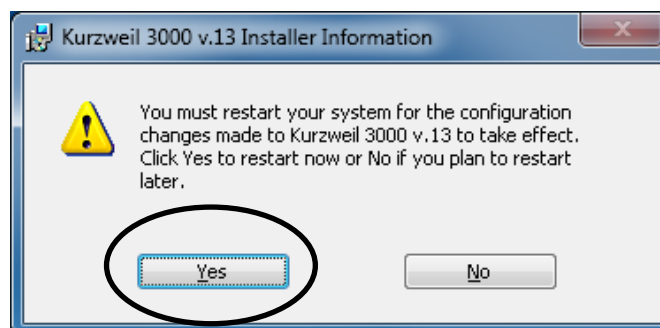 Kurzweil 3000 v.13 Installer Information
You must restart your system for the configuration
changes made to Kurzweil 3000 v.13 to take effect.
Click Yes to restart now or No if you plan to restart
later.
Yes No